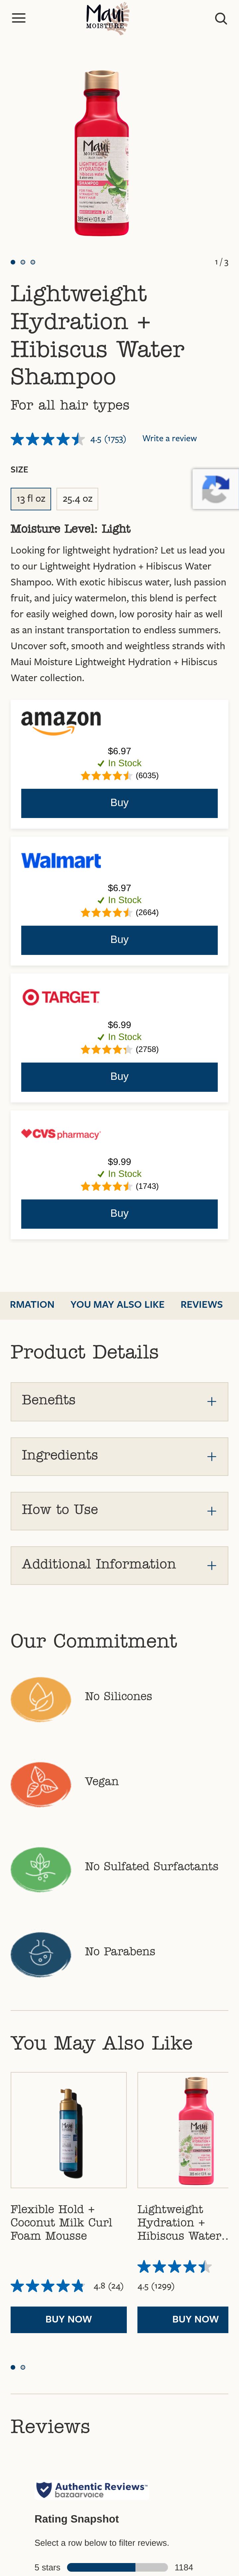 Maui
MOISTURE
Maui
MOISTURE
LIGHTWEIGHT
HYDRATION +
HIBISCUS WATER
SHAMPOO
1 / 3
Lightweight
Hydration +
Hibiscus Water
Shampoo
For all hair types
4.5 (1753) Write a review
SIZE
13 fl oz 25.4 oz
Moisture Level: Light
Looking for lightweight hydration? Let us lead you
to our Lightweight Hydration + Hibiscus Water
Shampoo. With exotic hibiscus water, lush passion
fruit, and juicy watermelon, this blend is perfect
for easily weighed down, low porosity hair as well
as an instant transportation to endless summers.
Uncover soft, smooth and weightless strands with
Maui Moisture Lightweight Hydration + Hibiscus
Water collection.
amazon
$6.97
In Stock
(6035)
Buy
Walmart
$6.97
In Stock
(2664)
Buy
TARGET
$6.99
In Stock
(2758)
Buy
CVS pharmacy
$9.99
In Stock
(1743)
Buy
RMATION YOU MAY ALSO LIKE REVIEWS
Product Details
Benefits +
Ingredients +
How to Use +
Additional Information +
Our Commitment
No Silicones
Vegan
No Sulfated Surfactants
No Parabens
You May Also Like
Maui
Flexible Hold +
Coconut Milk Curl
Foam Mousse
4.8 (24)
BUY NOW
Lightweight
Hydration +
Hibiscus Water..
4.5 (1299)
BUY NOW
Reviews
Authentic Reviews™
bazaarvoice
Rating Snapshot
Select a row below to filter reviews.
5 stars 1184